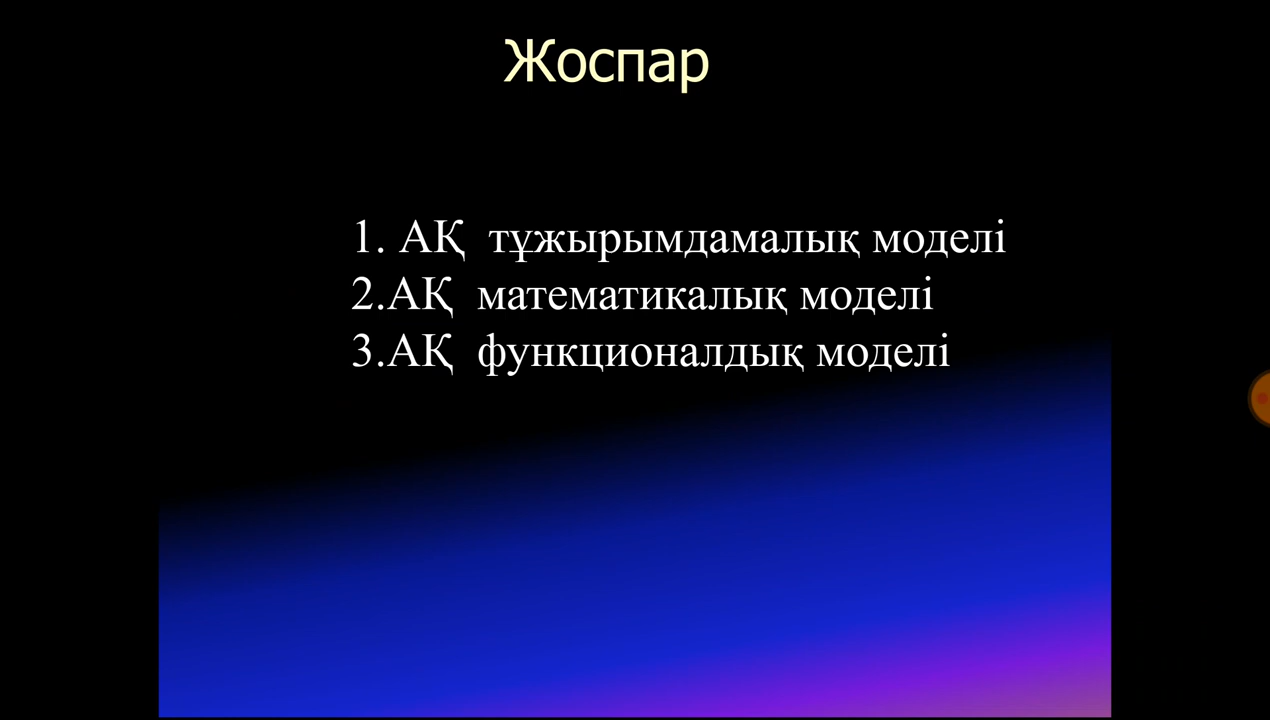 Жоспар
1. АҚ тұжырымдамалық моделі
2.АҚ математикалық моделі
3.АҚ функционалдық моделі